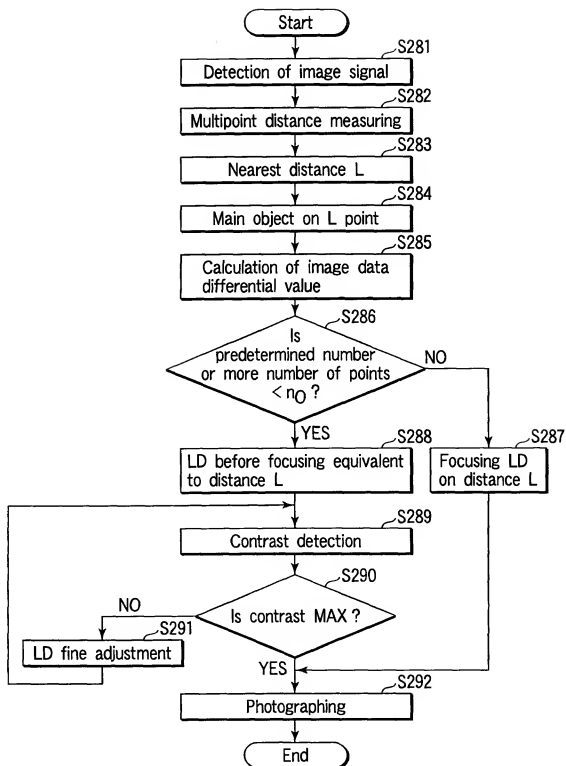 Start
S281
Detection of image signal
S282
Multipoint distance measuring
S283
Nearest distance L
S284
Main object on L point
S285
Calculation of image data
differential value
S286
Is
predetermined number
or more number of points
< n0 ?
NO
YES
S288
LD before focusing equivalent
to distance L
S287
Focusing LD
on distance L
S289
Contrast detection
S290
Is contrast MAX ?
NO
S291
LD fine adjustment
YES
S292
Photographing
End